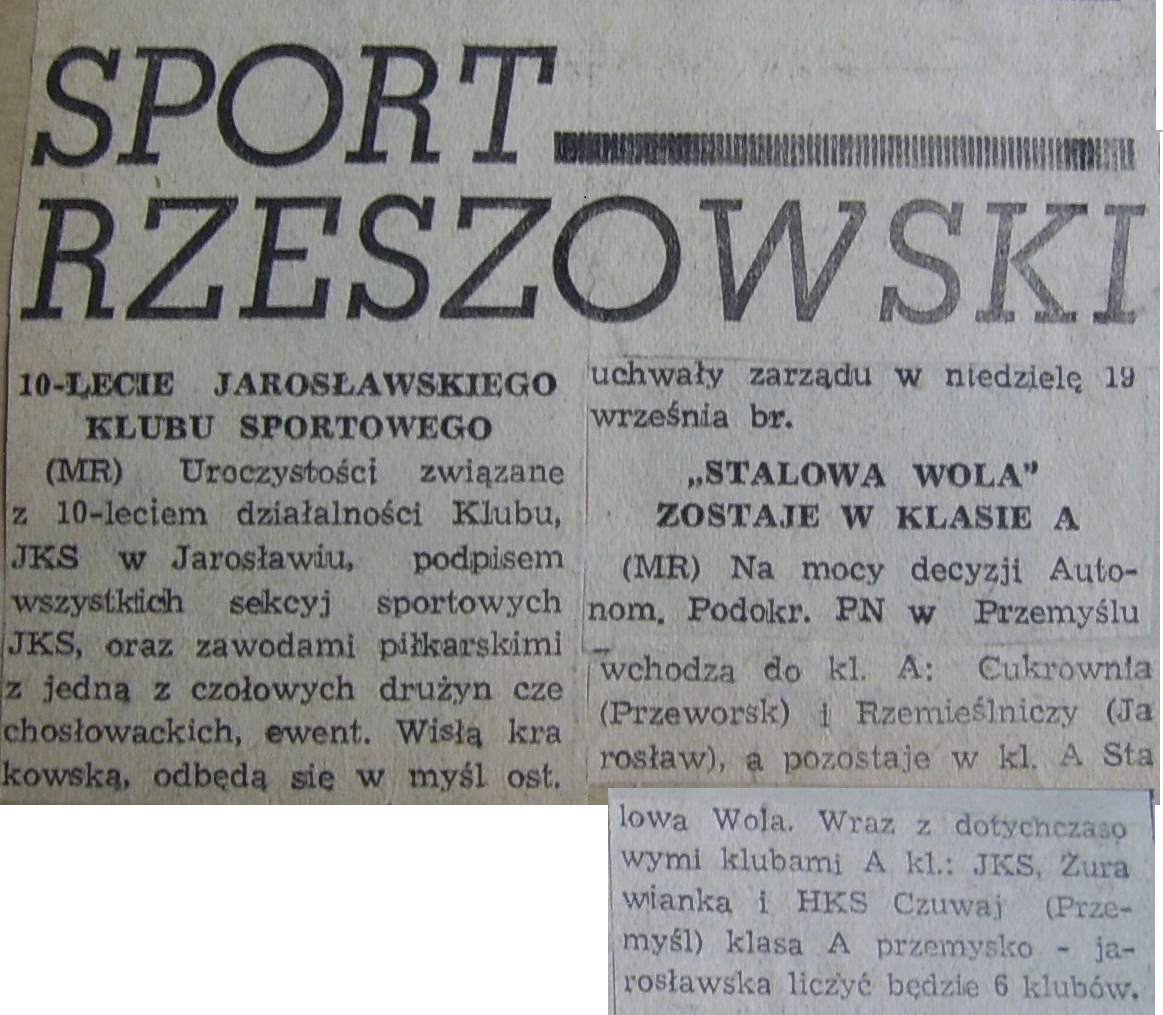 SPORT
RZESZOWSKI
10-LECIE JAROSŁAWSKIEGO
KLUBU SPORTOWEGO
(MR) Uroczystości związane
z 10-leciem działalności Klubu,
JKS w Jarosławiu, podpisem
wszystkich sekcyj sportowych
JKS, oraz zawodami piłkarskimi
z jedną z czołowych drużyn cze
chosłowackich, ewent. Wisłą kra
kowską, odbędą się w myśl ost.
uchwały zarządu w niedzielę 19
września br.
„STALOWA WOLA”
ZOSTAJE W KLASIE A
(MR) Na mocy decyzji Auto-
nom. Podokr. PN w Przemyślu
wchodzą do kl. A: Cukrownia
(Przeworsk) i Rzemieślniczy (Ja
rosław), a pozostaje w kl. A Sta
lowa Wola. Wraz z dotychczaso
wymi klubami A kl.: JKS, Żura
wianka i HKS Czuwaj (Prze-
myśl) klasa A przemysko - ja-
rosławska liczyć będzie 6 klubów.